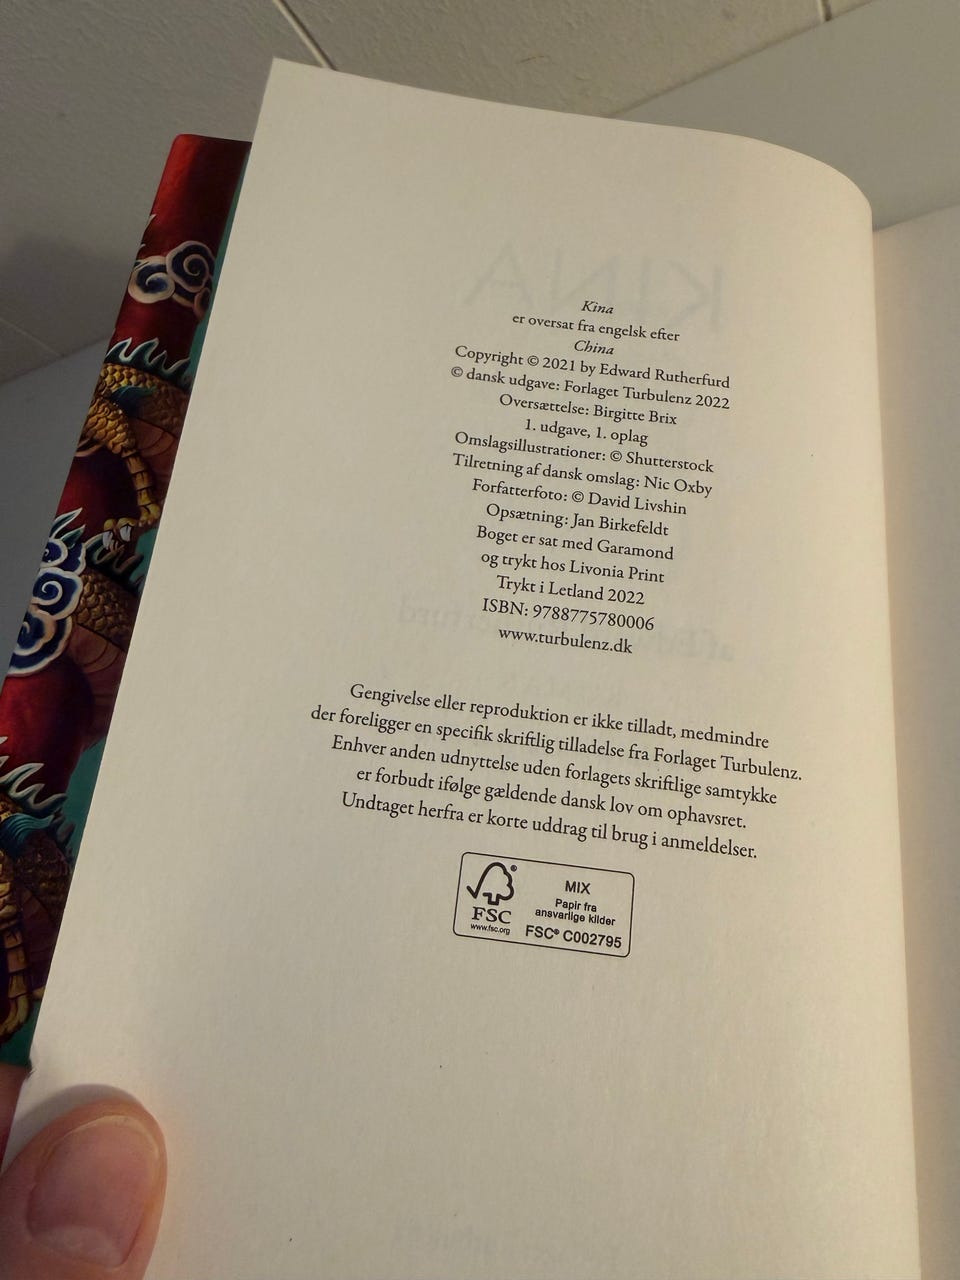 Kina
er oversat fra engelsk efter
China
Copyright © 2021 by Edward Rutherfurd
© dansk udgave: Forlaget Turbulenz 2022
Oversættelse: Birgitte Brix
1. udgave, 1. oplag
Omslagsillustrationer: © Shutterstock
Tilretning af dansk omslag: Nic Oxby
Forfatterfoto: © David Livshin
Opsætning: Jan Birkefeldt
Boget er sat med Garamond
og trykt hos Livonia Print
Trykt i Letland 2022
ISBN: 9788775780006
www.turbulenz.dk
Gengivelse eller reproduktion er ikke tilladt, medmindre
der foreligger en specifik skriftlig tilladelse fra Forlaget Turbulenz.
Enhver anden udnyttelse uden forlagets skriftlige samtykke
er forbudt ifølge gældende dansk lov om ophavsret.
Undtaget herfra er korte uddrag til brug i anmeldelser.
FSC®
www.fsc.org
MIX
Papir fra
ansvarlige kilder
FSC® C002795
KINA